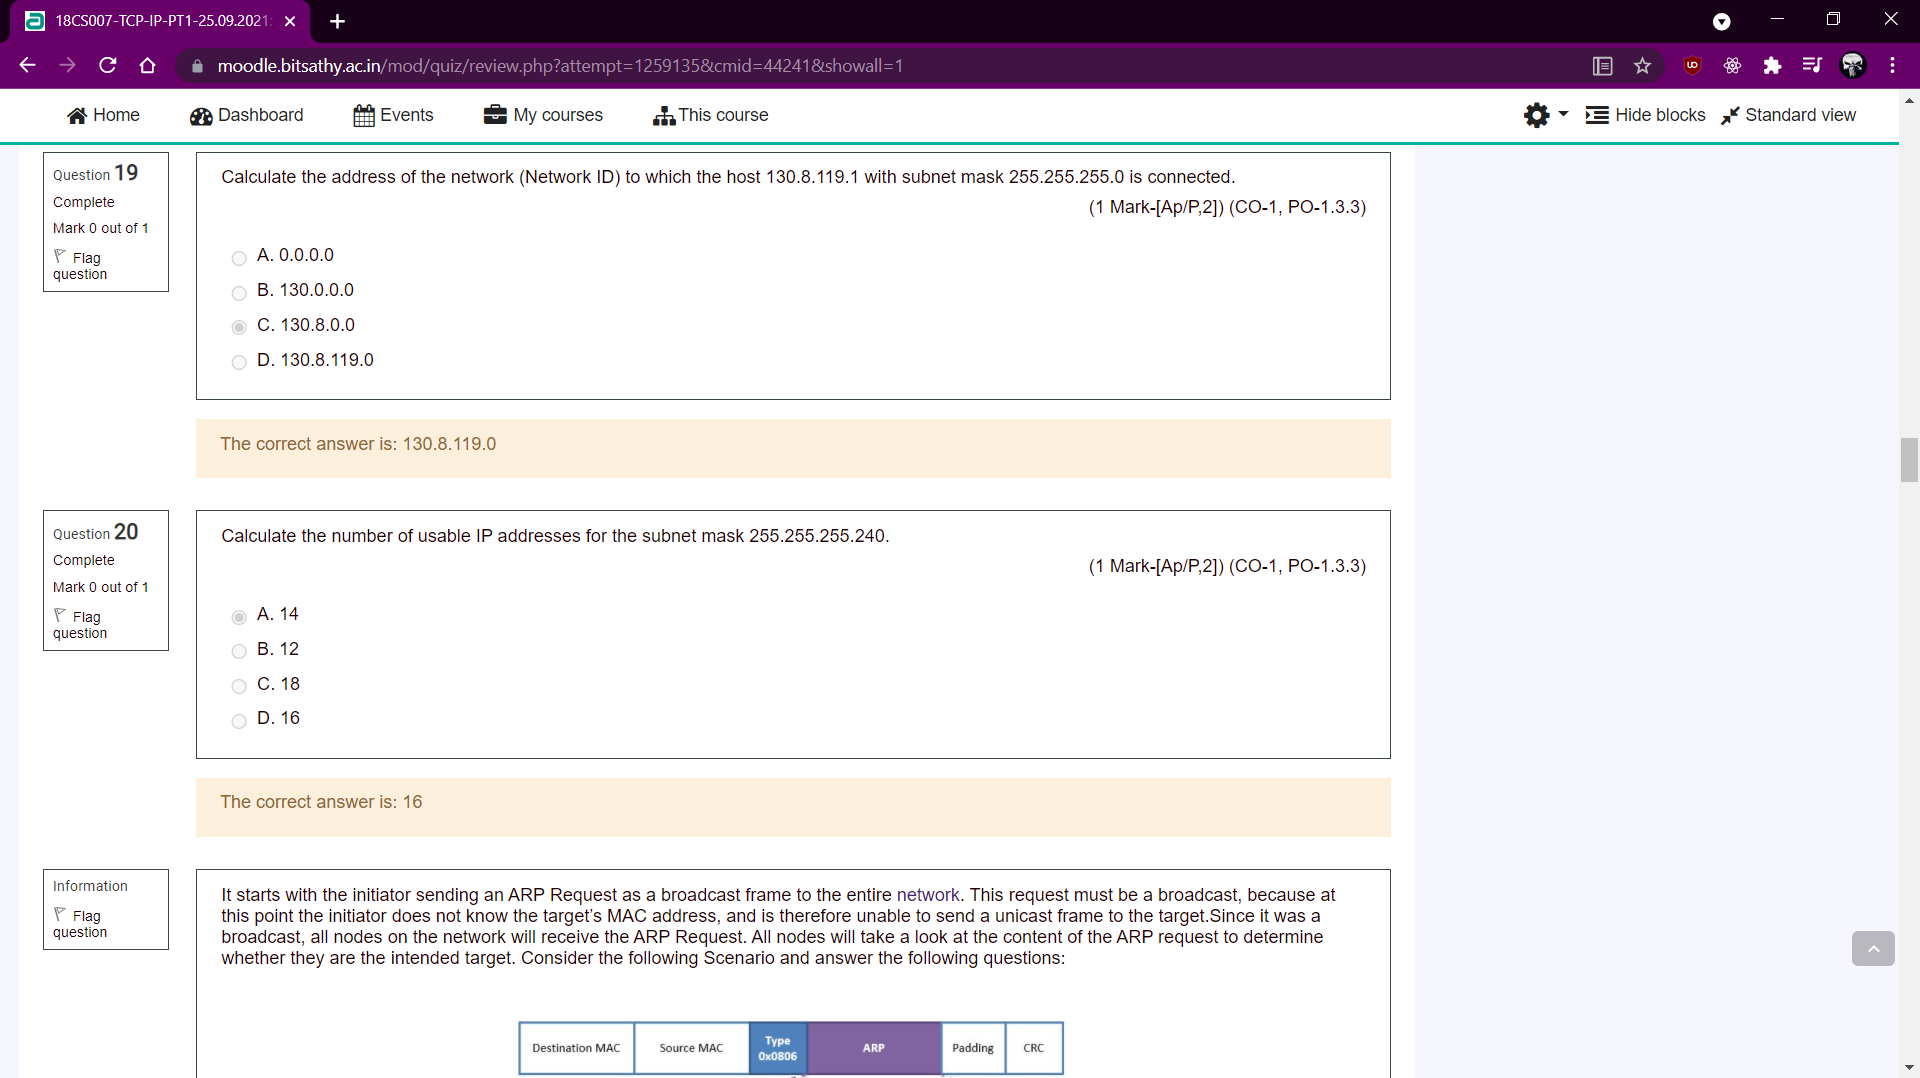 18CS007-TCP-IP-PT1-25.09.2021
moodle.bitsathy.ac.in/mod/quiz/review.php?attempt=1259135&cmid=44241&showall=1
Home Dashboard Events My courses This course Hide blocks Standard view
Question 19
Complete
Mark 0 out of 1
Flag
question
Calculate the address of the network (Network ID) to which the host 130.8.119.1 with subnet mask 255.255.255.0 is connected.
(1 Mark-[Ap/P,2]) (CO-1, PO-1.3.3)
A. 0.0.0.0
B. 130.0.0.0
C. 130.8.0.0
D. 130.8.119.0
The correct answer is: 130.8.119.0
Question 20
Complete
Mark 0 out of 1
Flag
question
Calculate the number of usable IP addresses for the subnet mask 255.255.255.240.
(1 Mark-[Ap/P,2]) (CO-1, PO-1.3.3)
A. 14
B. 12
C. 18
D. 16
The correct answer is: 16
Information
Flag
question
It starts with the initiator sending an ARP Request as a broadcast frame to the entire network. This request must be a broadcast, because at
this point the initiator does not know the target's MAC address, and is therefore unable to send a unicast frame to the target.Since it was a
broadcast, all nodes on the network will receive the ARP Request. All nodes will take a look at the content of the ARP request to determine
whether they are the intended target. Consider the following Scenario and answer the following questions:
Destination MAC Source MAC Type 0x0806 ARP Padding CRC